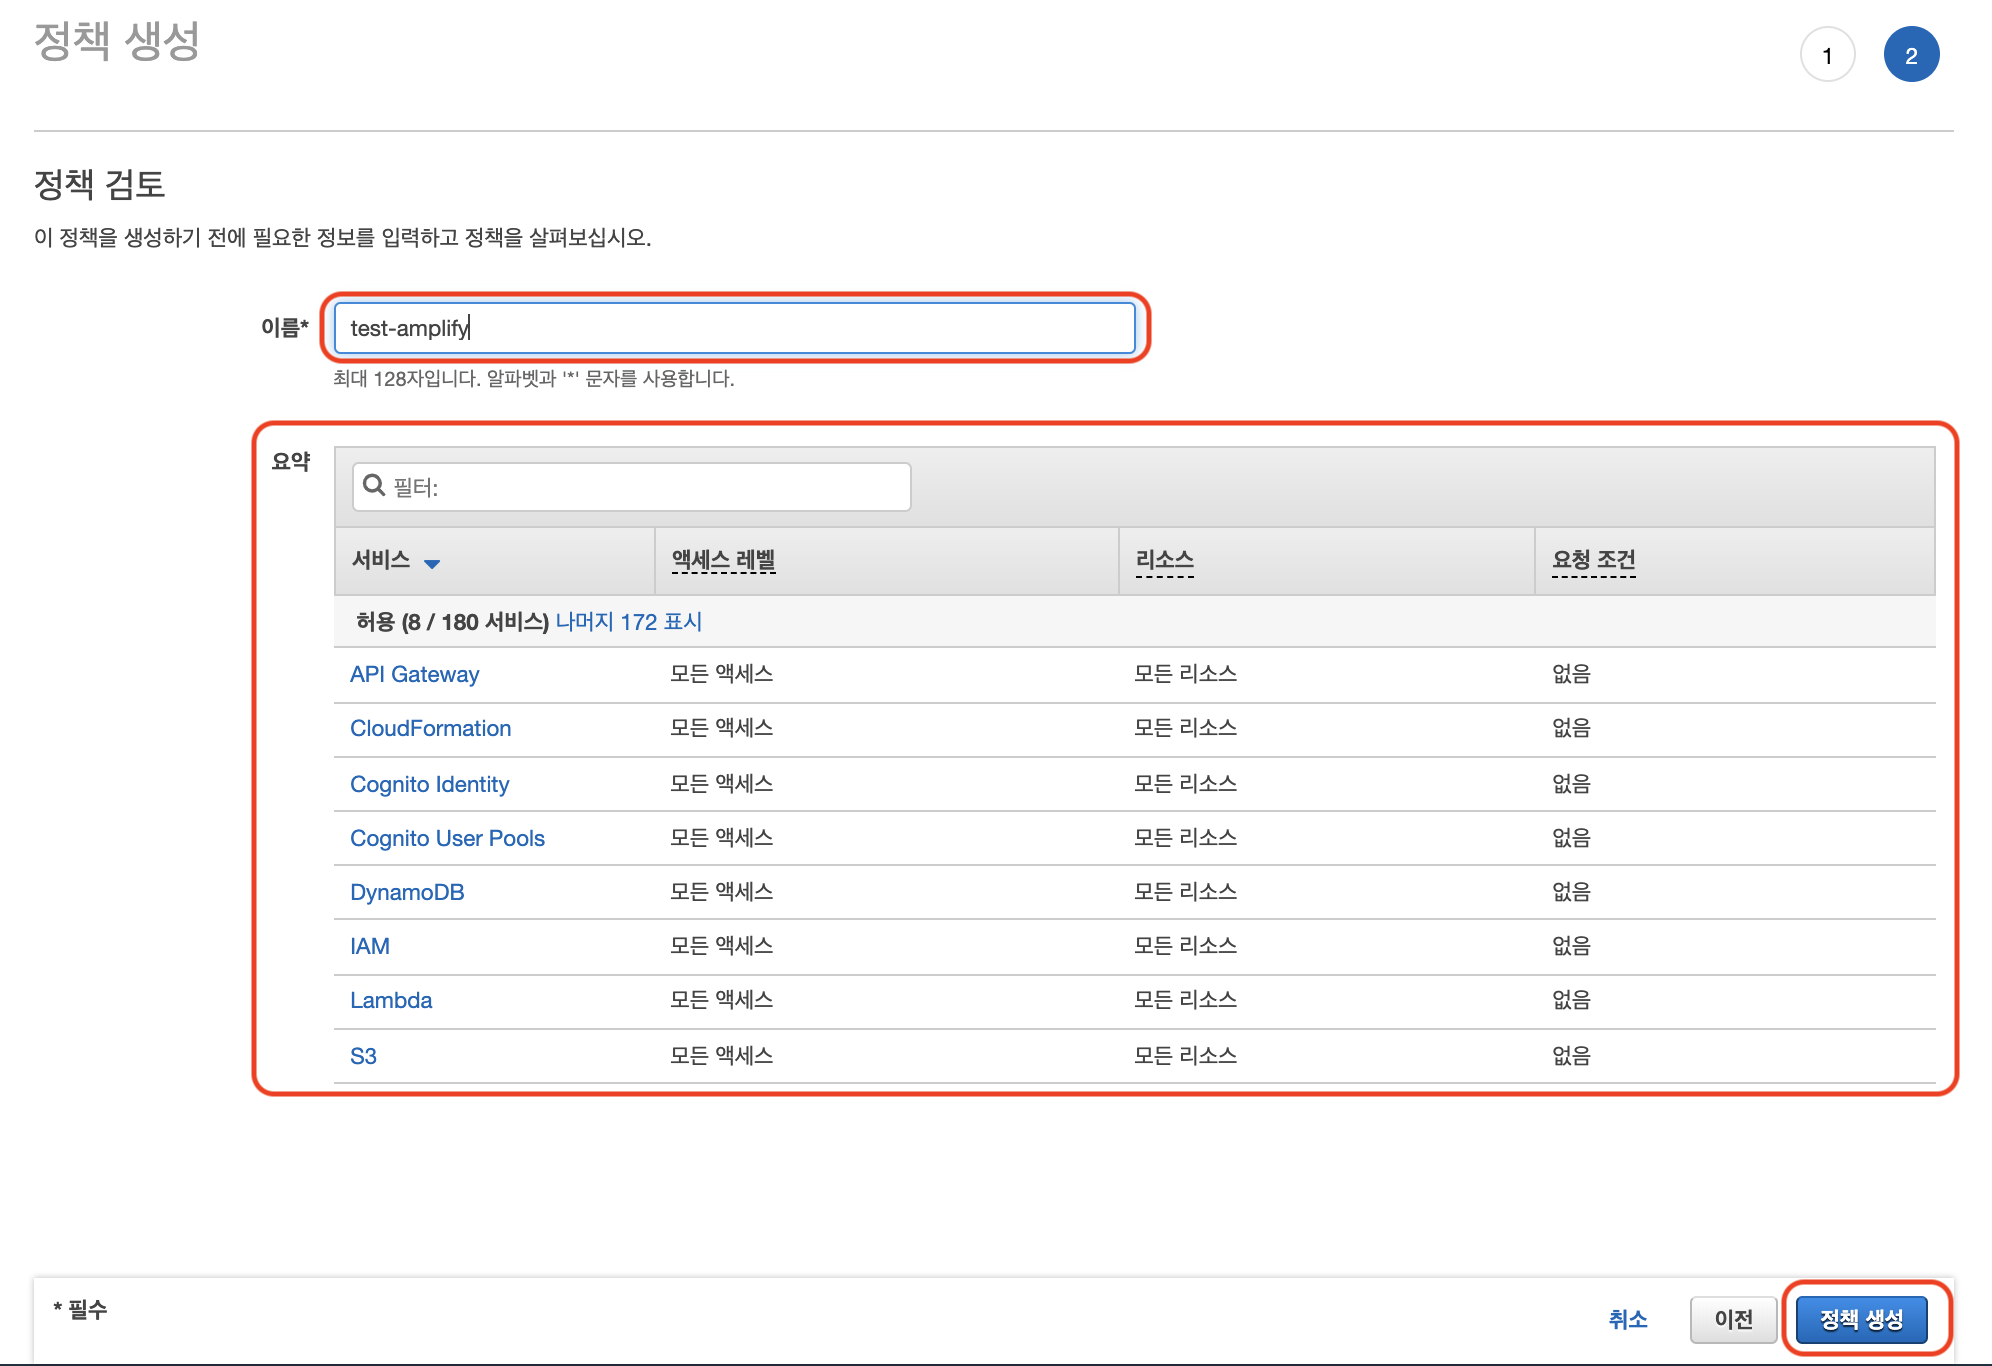 정책 생성
1
2
정책 검토
이 정책을 생성하기 전에 필요한 정보를 입력하고 정책을 살펴보십시오.
이름* test-amplify
최대 128자입니다. 알파벳과 '*' 문자를 사용합니다.
요약
필터:
서비스 액세스 레벨 리소스 요청 조건
허용 (8 / 180 서비스) 나머지 172 표시
API Gateway 모든 액세스 모든 리소스 없음
CloudFormation 모든 액세스 모든 리소스 없음
Cognito Identity 모든 액세스 모든 리소스 없음
Cognito User Pools 모든 액세스 모든 리소스 없음
DynamoDB 모든 액세스 모든 리소스 없음
IAM 모든 액세스 모든 리소스 없음
Lambda 모든 액세스 모든 리소스 없음
S3 모든 액세스 모든 리소스 없음
* 필수
취소 이전 정책 생성